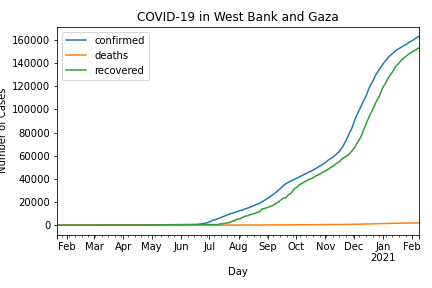 COVID-19 in West Bank and Gaza
confirmed
deaths
recovered
160000
140000
120000
100000
80000
60000
40000
20000
0
Number of Cases
Feb Mar Apr May Jun Jul Aug Sep Oct Nov Dec Jan Feb
2021
Day